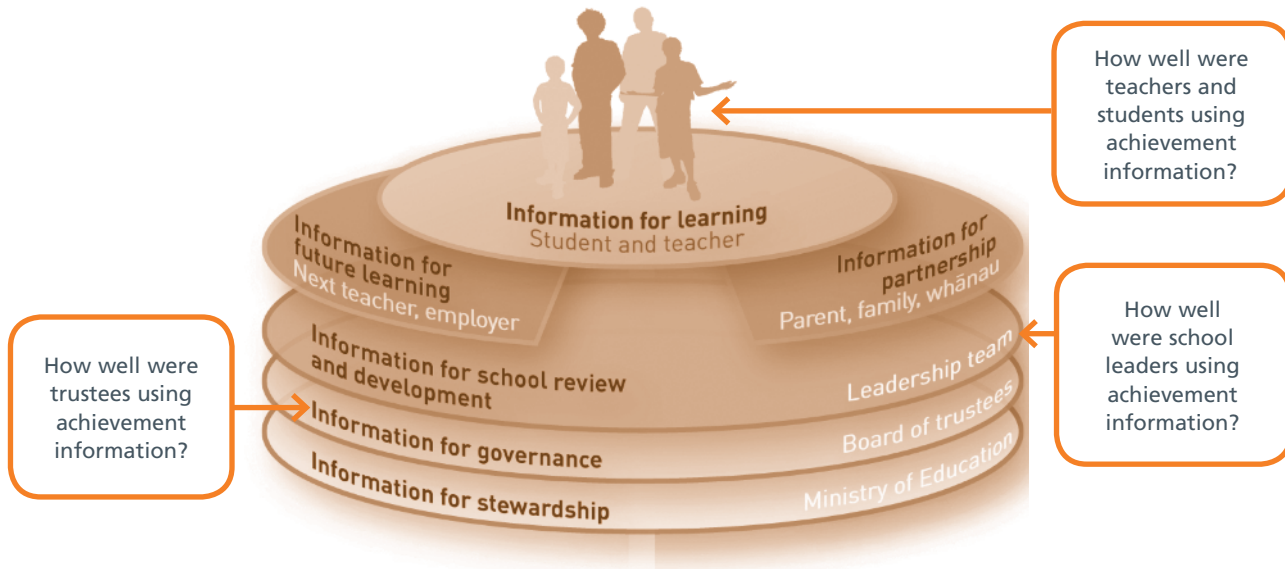 How well were
teachers and
students using
achievement
information?
Information for learning
Student and teacher
Information for
future learning
Next teacher, employer
Information for
partnership
Parent, family, whānau
How well
were school
leaders using
achievement
information?
How well were
trustees using
achievement
information?
Information for school review
and development
Leadership team
Information for governance
Board of trustees
Information for stewardship
Ministry of Education